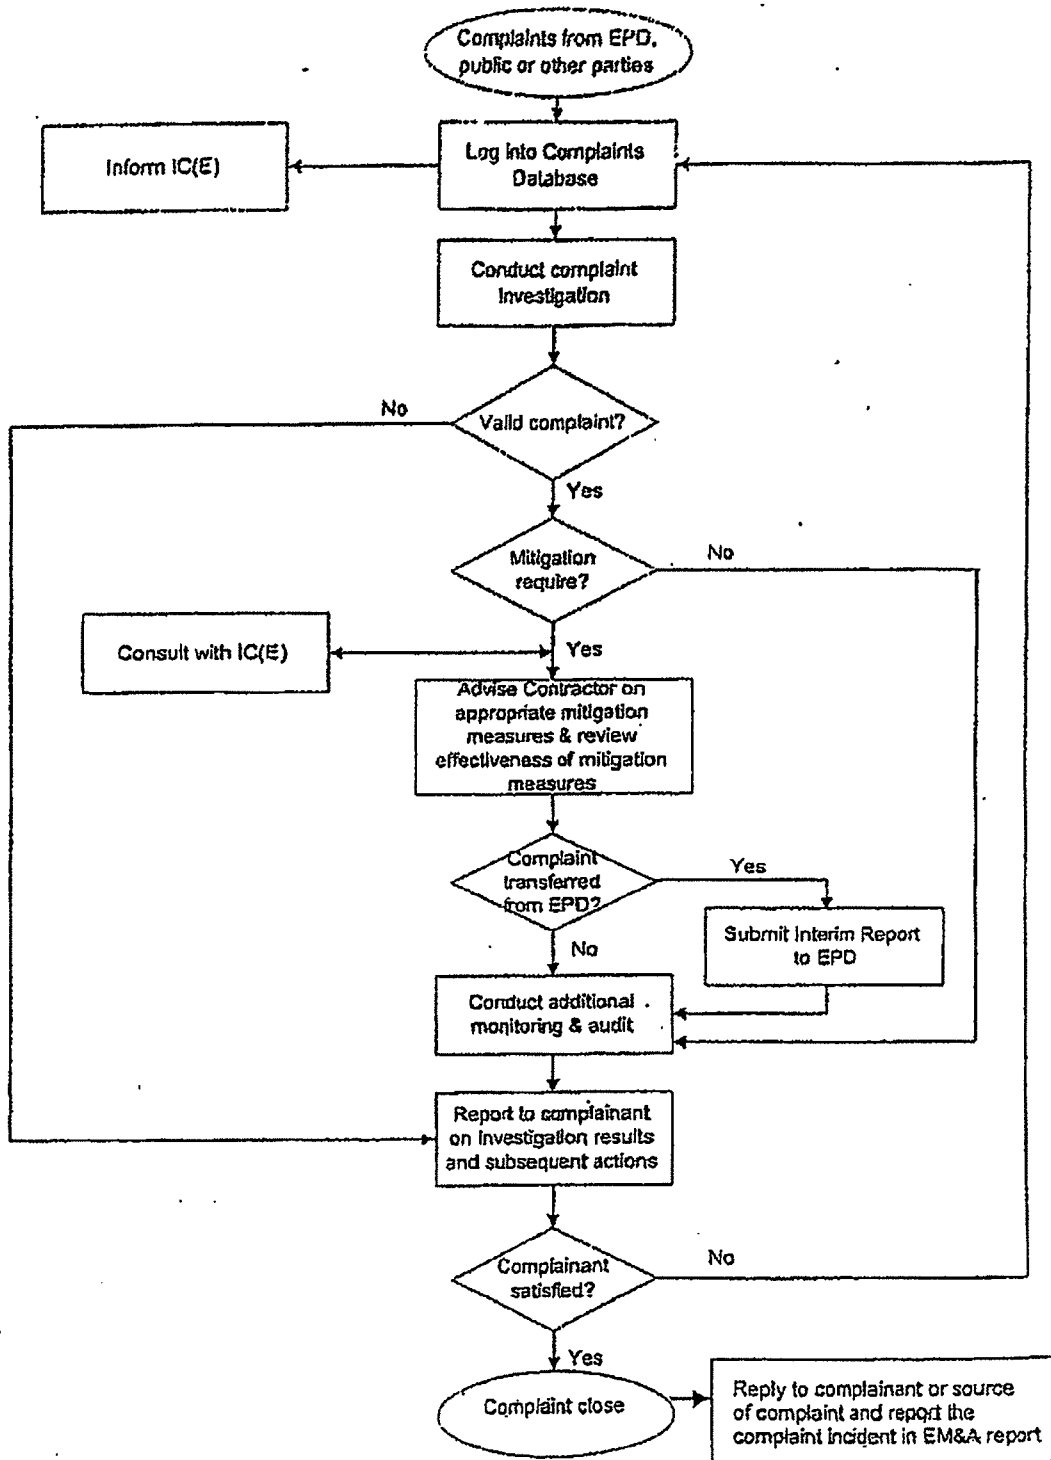 Complaints from EPD,
public or other parties
Inform IC(E)
Log into Complaints
Database
Conduct complaint
Investigation
No
Valid complaint?
Yes
Mitigation
require?
No
Consult with IC(E)
Yes
Advise Contractor on
appropriate mitigation
measures & review
effectiveness of mitigation
measures
Complaint
transferred
from EPD?
Yes
Submit Interim Report
to EPD
No
Conduct additional
monitoring & audit
Report to complainant
on Investigation results
and subsequent actions
Complainant
satisfied?
No
Yes
Complaint close
Reply to complainant or source
of complaint and report the
complaint incident in EM&A report